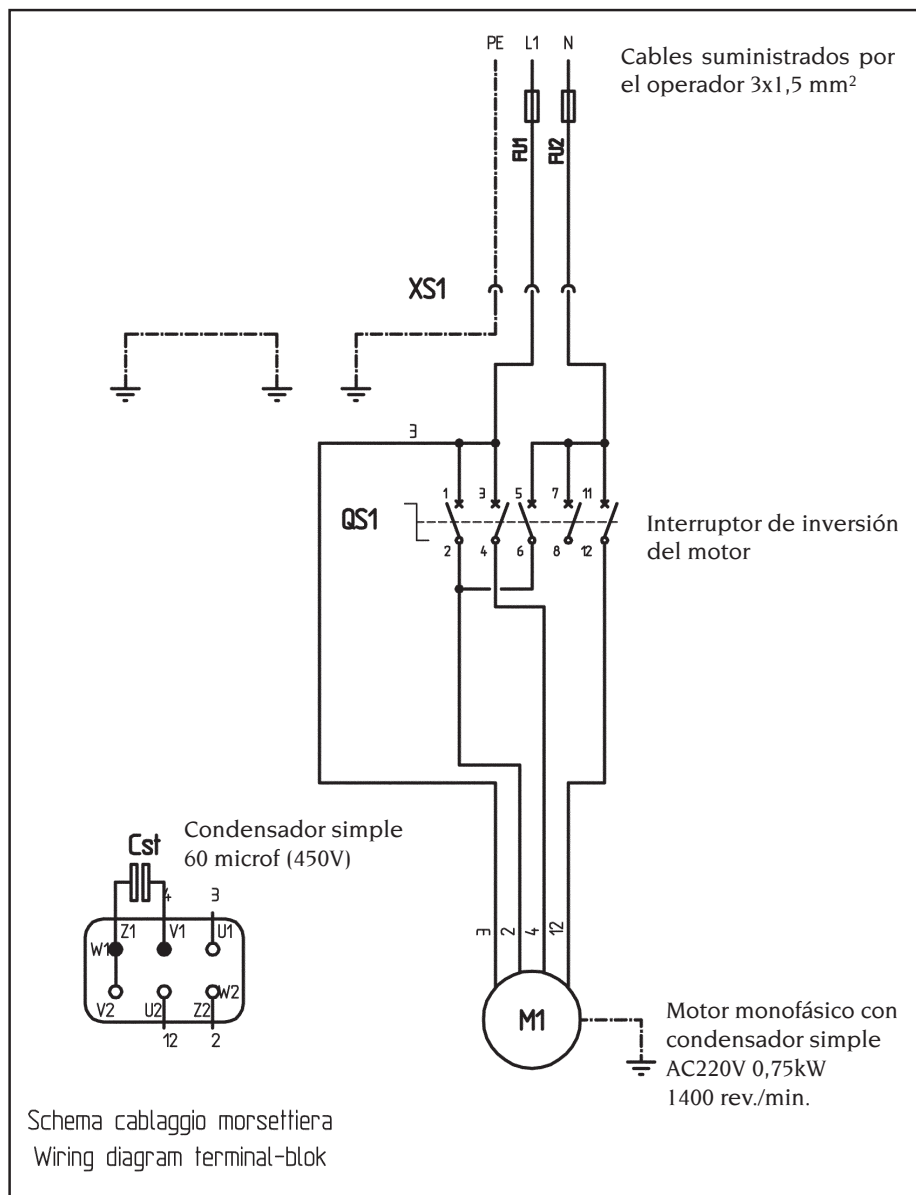 PE L1 N
Cables suministrados por
el operador 3x1,5 mm²
FU1 FU2
XS1
3
1 3 5 7 11
QS1
2 4 6 8 12
Interruptor de inversión
del motor
Condensador simple
60 microf (450V)
Cst
4 3
Z1 V1 U1
W1
W2
V2 U2 Z2
12 2
3 2 4 12
M1
Motor monofásico con
condensador simple
AC220V 0,75kW
1400 rev./min.
Schema cablaggio morsettiera
Wiring diagram terminal-blok